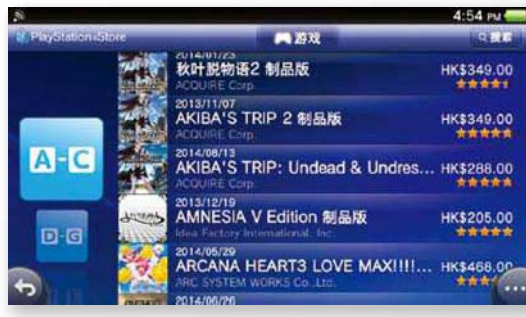 4:54 PM
PlayStation Store
游戏
搜索
A-C
D-G
2014/01/23
秋叶脱物语2 制品版
HK$349.00
ACQUIRE Corp.
2013/11/07
AKIBA'S TRIP 2 制品版
HK$349.00
ACQUIRE Corp.
2014/08/13
AKIBA'S TRIP: Undead & Undres...
HK$288.00
ACQUIRE Corp.
2013/12/19
AMNESIA V Edition 制品版
HK$205.00
Idea Factory International, Inc.
2014/05/29
ARCANA HEART3 LOVE MAX!!!!...
HK$468.00
ARC SYSTEM WORKS Co.,Ltd.
2014/06/26